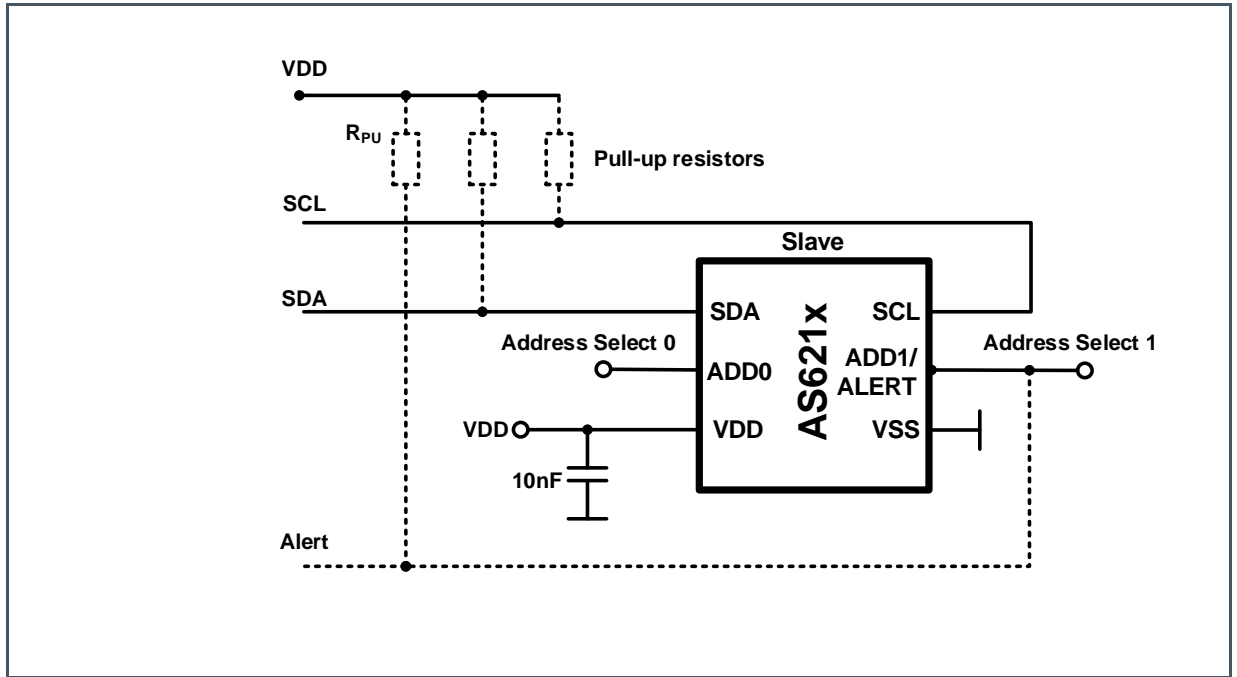 VDD
RPU
Pull-up resistors
SCL
Slave
SDA
SDA
SCL
Address Select 0
Address Select 1
ADD0
AS621x
ADD1/
ALERT
VDD
VDD
VSS
10nF
Alert